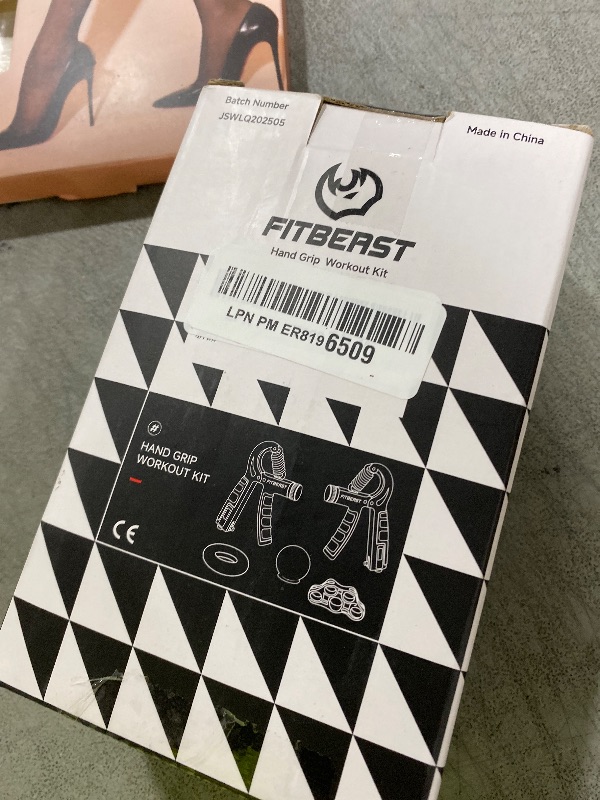 Batch Number
JSWLQ202505
Made in China
FITBEAST
Hand Grip Workout Kit
LPN PM ER8196509
HAND GRIP
WORKOUT KIT
CE
FITBEAST
FITBEAST